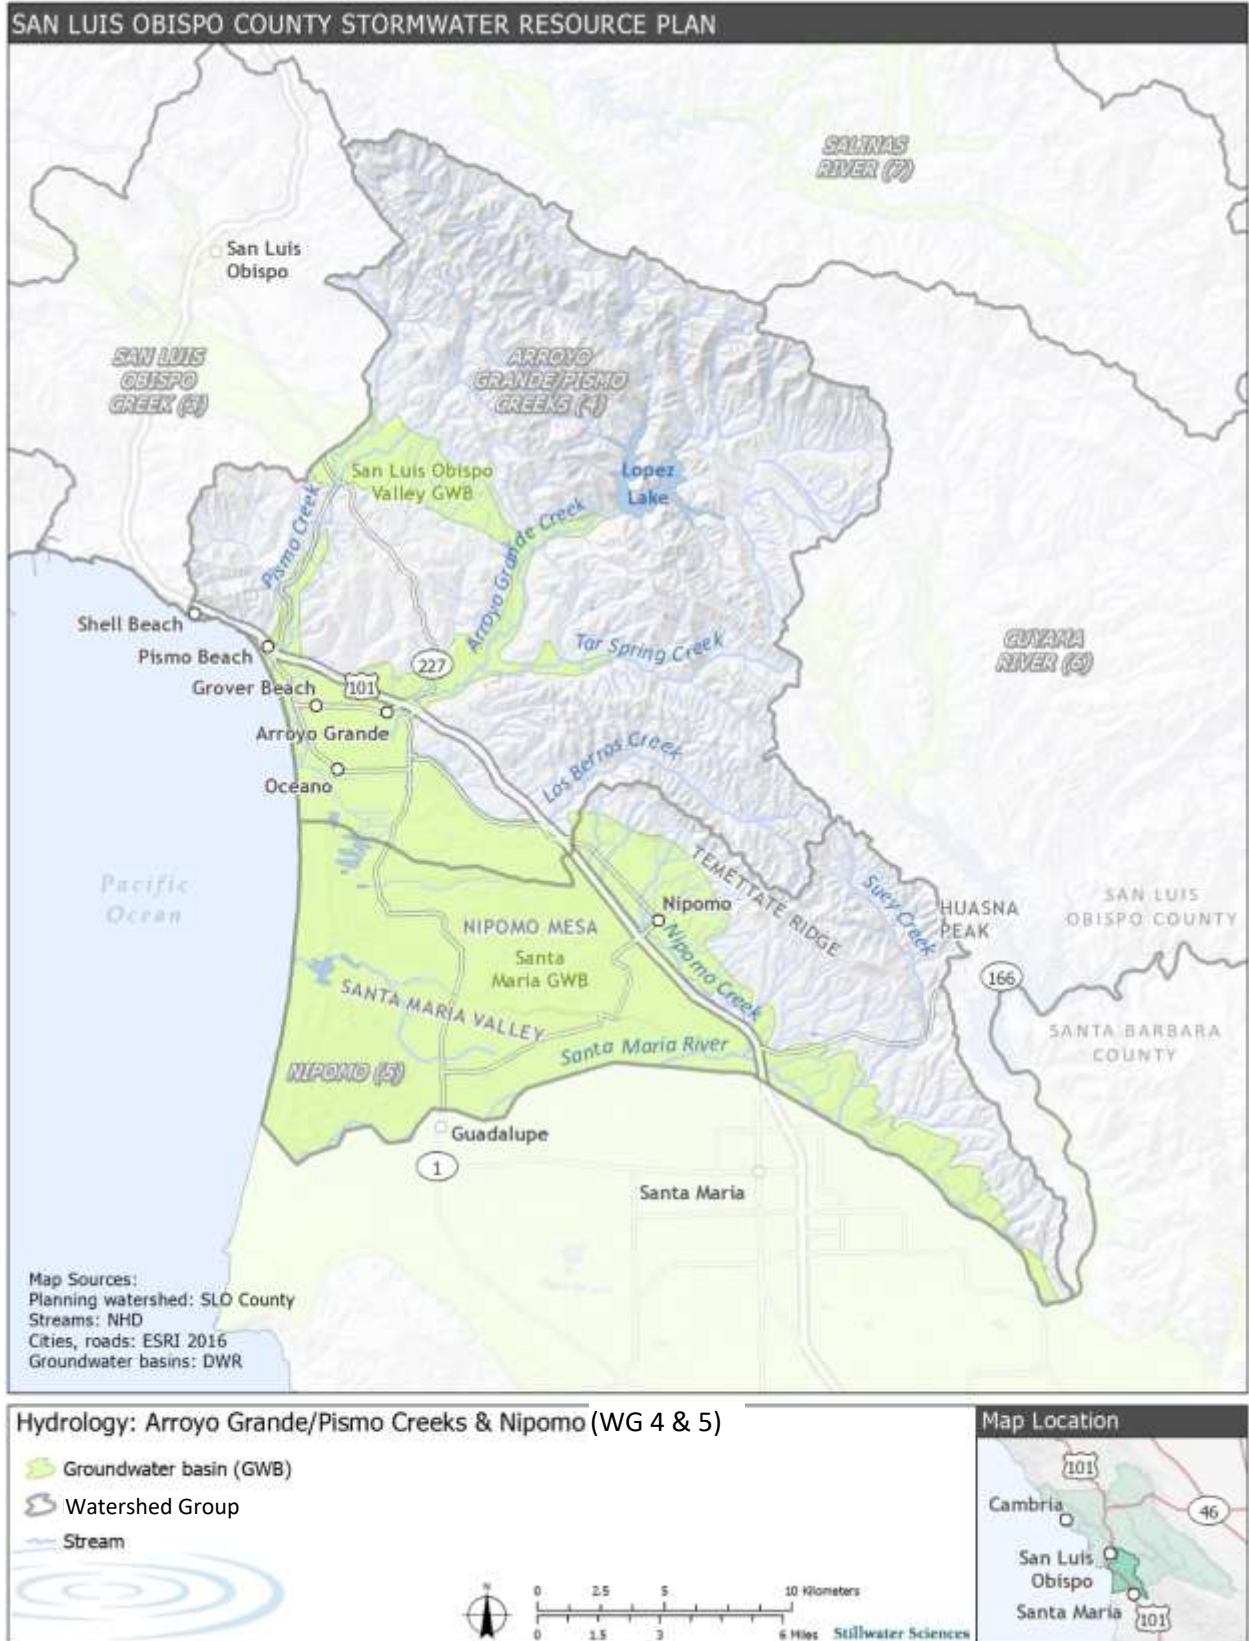 SAN LUIS OBISPO COUNTY STORMWATER RESOURCE PLAN
SALINAS
RIVER (7)
San Luis
Obispo
SAN LUIS
OBISPO
CREEK (3)
ARROYO
GRANDE/PISMO
CREEKS (4)
San Luis Obispo
Valley GWB
Lopez
Lake
Pismo Creek
Arroyo Grande Creek
Shell Beach
Pismo Beach
Tar Spring Creek
CUYAMA
RIVER (6)
227
101
Grover Beach
Arroyo Grande
Los Berros Creek
Oceano
Pacific
Ocean
TEMETTATE RIDGE
Suey Creek
Nipomo
HUASNA
PEAK
SAN LUIS
OBISPO COUNTY
NIPOMO MESA
Santa
Maria GWB
Nipomo Creek
166
SANTA MARIA VALLEY
SANTA BARBARA
COUNTY
Santa Maria River
NIPOMO (5)
Guadalupe
1
Santa Maria
Map Sources:
Planning watershed: SLO County
Streams: NHD
Cities, roads: ESRI 2016
Groundwater basins: DWR
Hydrology: Arroyo Grande/Pismo Creeks & Nipomo (WG 4 & 5)
Groundwater basin (GWB)
Watershed Group
Stream
N
0 2.5 5 10 Kilometers
0 1.5 3 6 Miles
Stillwater Sciences
Map Location
101
Cambria
46
San Luis
Obispo
Santa Maria
101